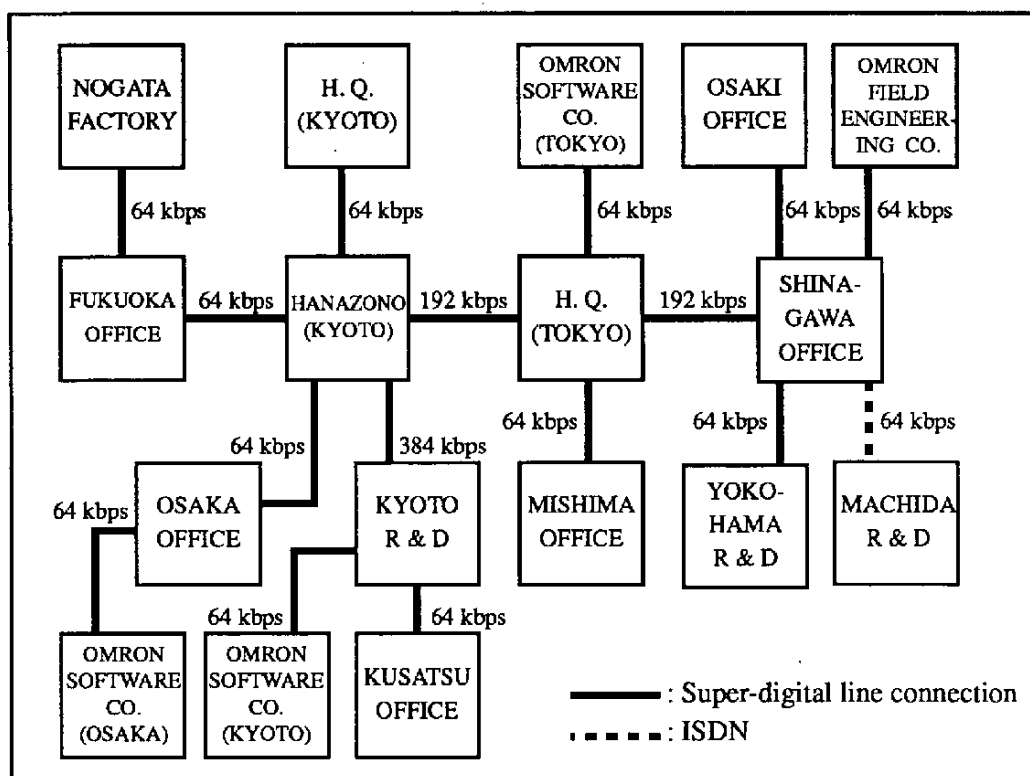 NOGATA
FACTORY
H. Q.
(KYOTO)
OMRON
SOFTWARE
CO.
(TOKYO)
OSAKI
OFFICE
OMRON
FIELD
ENGINEER-
ING CO.
64 kbps
64 kbps
64 kbps
64 kbps
64 kbps
FUKUOKA
OFFICE
64 kbps
HANAZONO
(KYOTO)
192 kbps
H. Q.
(TOKYO)
192 kbps
SHINA-
GAWA
OFFICE
64 kbps
384 kbps
64 kbps
64 kbps
64 kbps
64 kbps
OSAKA
OFFICE
KYOTO
R & D
MISHIMA
OFFICE
YOKO-
HAMA
R & D
MACHIDA
R & D
64 kbps
64 kbps
OMRON
SOFTWARE
CO.
(OSAKA)
OMRON
SOFTWARE
CO.
(KYOTO)
KUSATSU
OFFICE
: Super-digital line connection
: ISDN